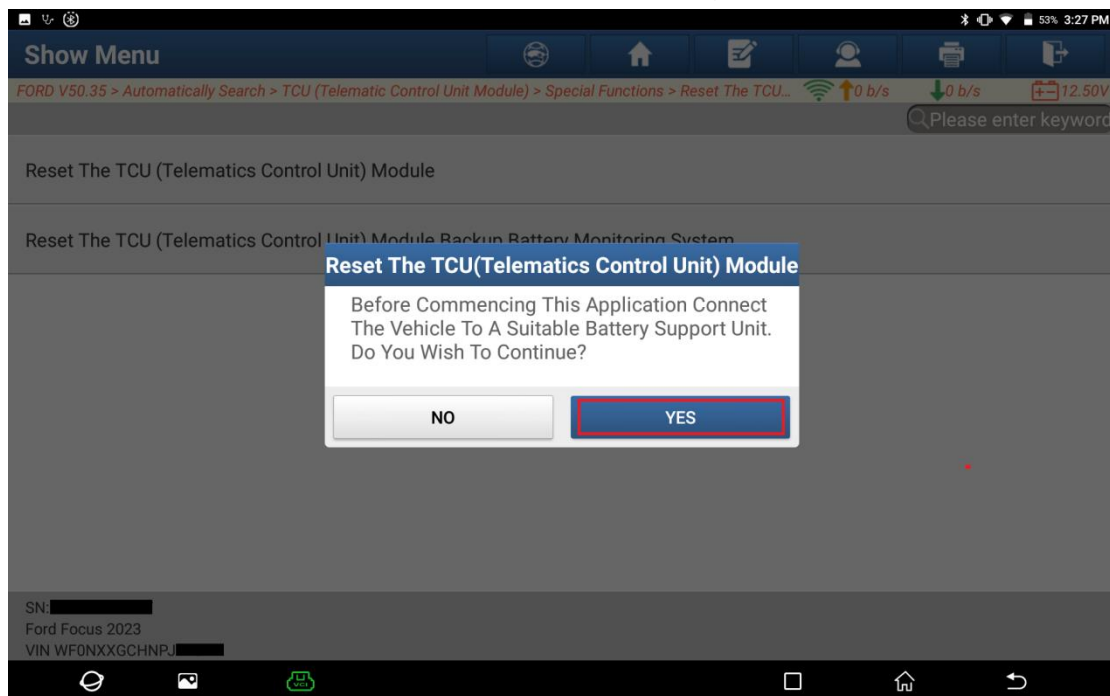 53% 3:27 PM
Show Menu
FORD V50.35 > Automatically Search > TCU (Telematic Control Unit Module) > Special Functions > Reset The TCU... 0 b/s 0 b/s 12.50V
Please enter keyword
Reset The TCU (Telematics Control Unit) Module
Reset The TCU (Telematics Control Unit) Module Backup Battery Monitoring System
Reset The TCU(Telematics Control Unit) Module
Before Commencing This Application Connect
The Vehicle To A Suitable Battery Support Unit.
Do You Wish To Continue?
NO YES
SN:
Ford Focus 2023
VIN WF0NXXGCHNPJ
VCI